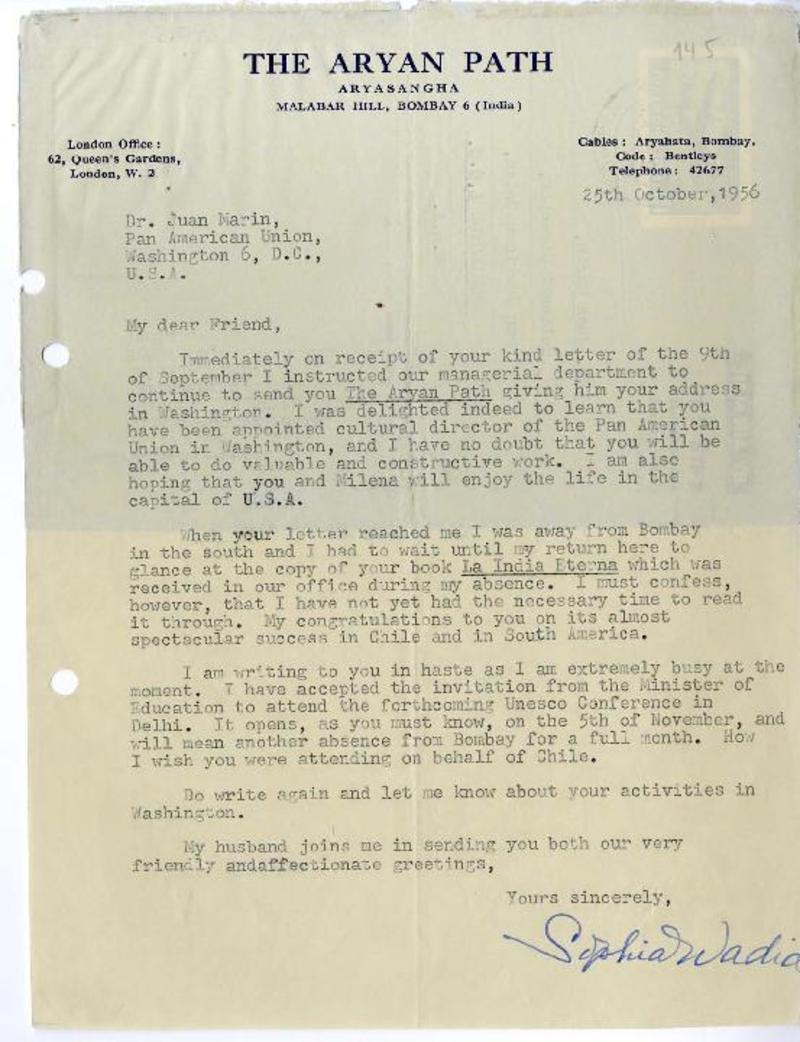 145
THE ARYAN PATH
ARYASANGHA
MALABAR HILL, BOMBAY 6 (India)
London Office:
62, Queen's Gardens,
London, W. 2
Cables: Aryahata, Bombay.
Code: Bentleys
Telephone: 42677
25th October,1956
Dr. Juan Marin,
Pan American Union,
Washington 6, D.C.,
U.S.A.
My dear Friend,
Immediately on receipt of your kind letter of the 9th
of September I instructed our managerial department to
continue to send you The Aryan Path giving him your address
in Washington. I was delighted indeed to learn that you
have been appointed cultural director of the Pan American
Union in Washington, and I have no doubt that you will be
able to do valuable and constructive work. I am also
hoping that you and Milena will enjoy the life in the
capital of U.S.A.
When your letter reached me I was away from Bombay
in the south and I had to wait until my return here to
glance at the copy of your book La India Eterna which was
received in our office during my absence. I must confess,
however, that I have not yet had the necessary time to read
it through. My congratulations to you on its almost
spectacular success in Chile and in South America.
I am writing to you in haste as I am extremely busy at the
moment. I have accepted the invitation from the Minister of
Education to attend the forthcoming Unesco Conference in
Delhi. It opens, as you must know, on the 5th of November, and
will mean another absence from Bombay for a full month. How
I wish you were attending on behalf of Chile.
Do write again and let me know about your activities in
Washington.
My husband joins me in sending you both our very
friendly andaffectionate greetings,
Yours sincerely,
Sophia Wadia